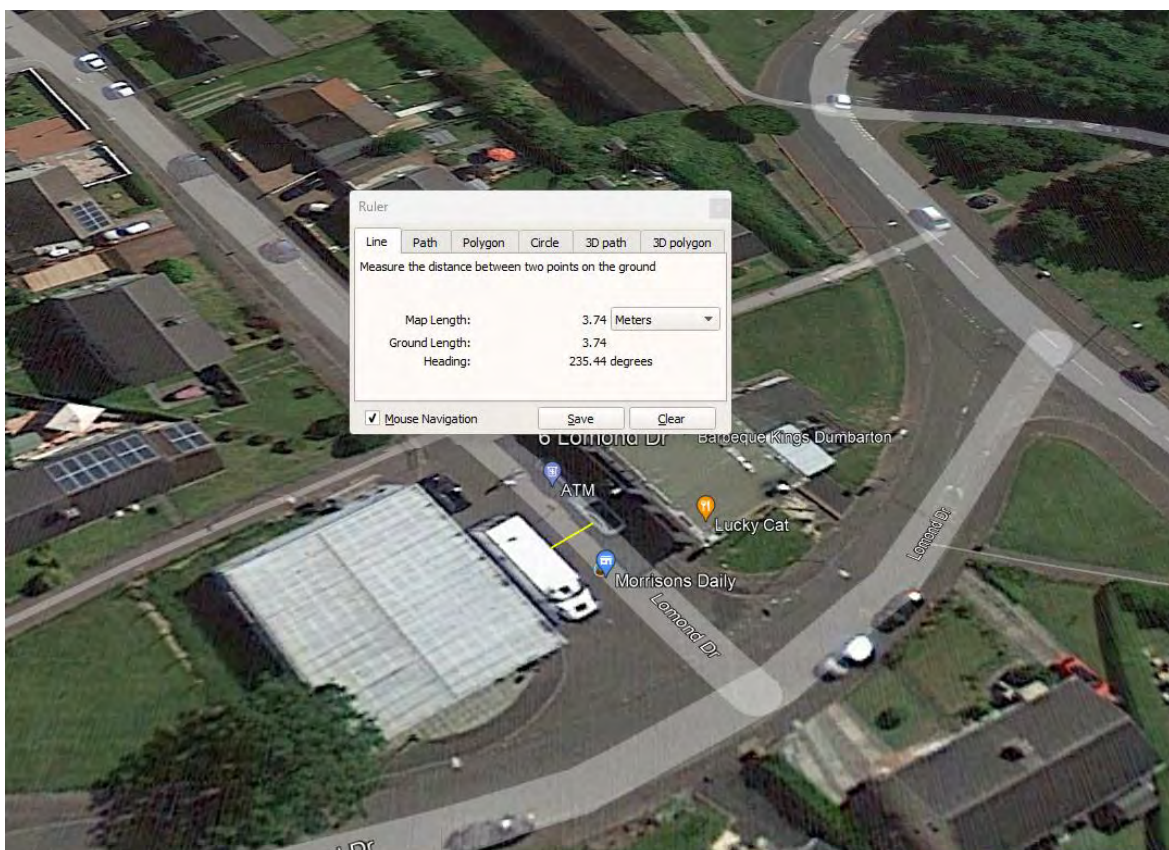 Ruler
Line Path Polygon Circle 3D path 3D polygon
Measure the distance between two points on the ground
Map Length: 3.74 Meters
Ground Length: 3.74
Heading: 235.44 degrees
Mouse Navigation Save Clear
6 Lomond Dr
Barbeque Kings Dumbarton
ATM
Lucky Cat
Lomond Dr
Morrisons Daily
Lomond Dr
Dr